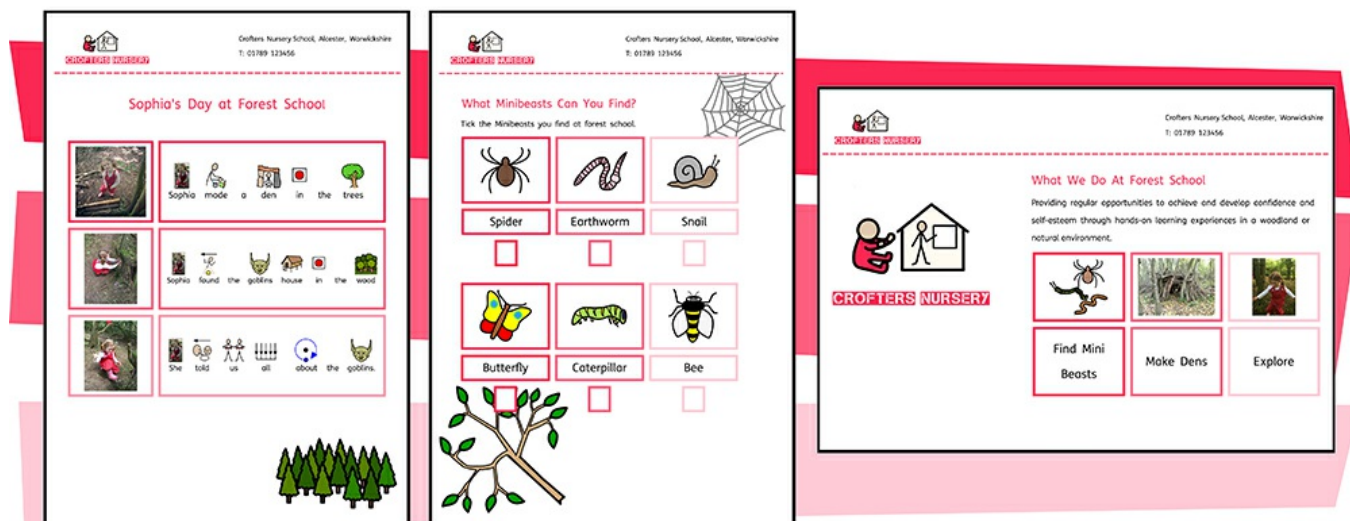 CROFTERS NURSERY
Crofters Nursery School, Alcester, Warwickshire
T: 01789 123456
Sophia's Day at Forest School
Sophia made a den in the trees
Sophia found the goblins house in the wood
She told us all about the goblins.
CROFTERS NURSERY
Crofters Nursery School, Alcester, Warwickshire
T: 01789 123456
What Minibeasts Can You Find?
Tick the Minibeasts you find at forest school.
Spider Earthworm Snail
Butterfly Caterpillar Bee
CROFTERS NURSERY
Crofters Nursery School, Alcester, Warwickshire
T: 01789 123456
CROFTERS NURSERY
What We Do At Forest School
Providing regular opportunities to achieve and develop confidence and
self-esteem through hands-on learning experiences in a woodland or
natural environment.
Find Mini
Beasts
Make Dens
Explore